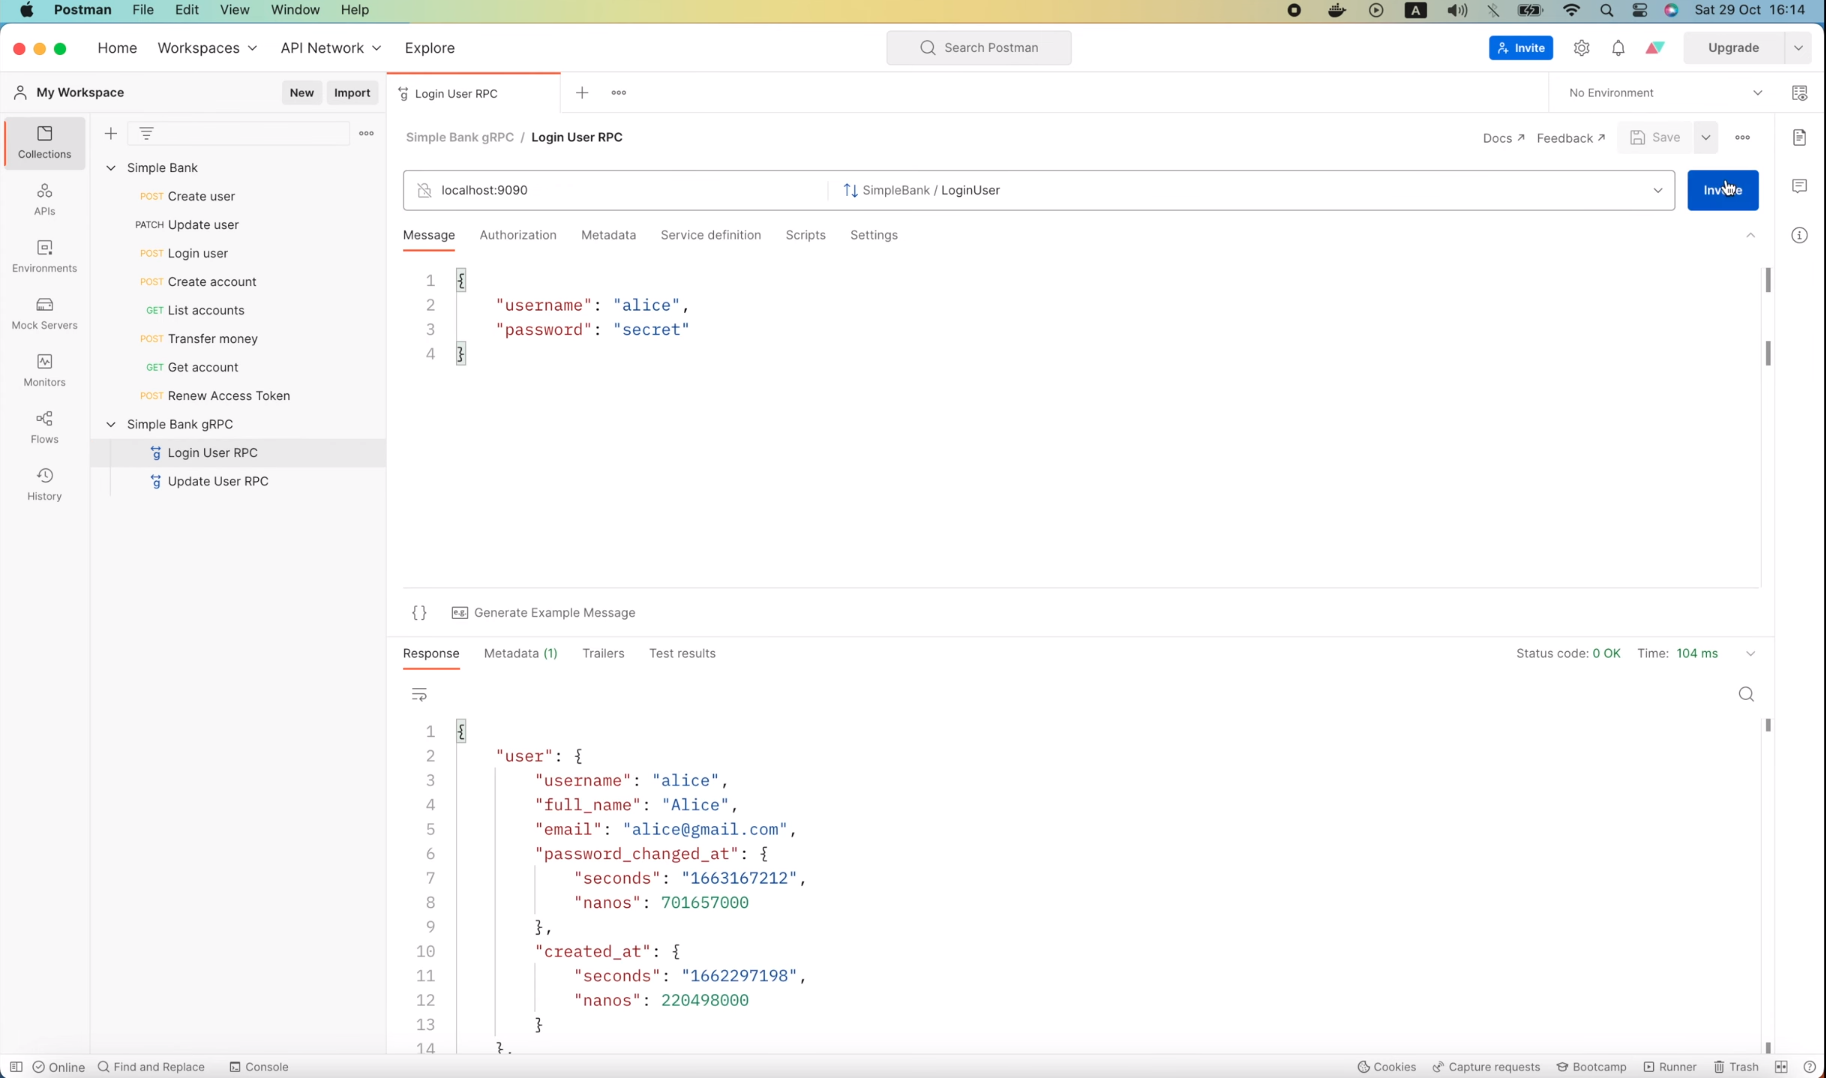 Postman File Edit View Window Help A Sat 29 Oct 16:14
Home Workspaces API Network Explore Search Postman Invite Upgrade
My Workspace New Import Login User RPC No Environment
Simple Bank gRPC / Login User RPC Docs Feedback Save
Collections
APIs
Environments
Mock Servers
Monitors
Flows
History
Simple Bank
POST Create user
PATCH Update user
POST Login user
POST Create account
GET List accounts
POST Transfer money
GET Get account
POST Renew Access Token
Simple Bank gRPC
Login User RPC
Update User RPC
localhost:9090 SimpleBank / LoginUser
Message Authorization Metadata Service definition Scripts Settings
1 {
2 "username": "alice",
3 "password": "secret"
4 }
{} e.g. Generate Example Message
Response Metadata (1) Trailers Test results Status code: 0 OK Time: 104 ms
1 {
2 "user": {
3 "username": "alice",
4 "full_name": "Alice",
5 "email": "alice@gmail.com",
6 "password_changed_at": {
7 "seconds": "1663167212",
8 "nanos": 701657000
9 },
10 "created_at": {
11 "seconds": "1662297198",
12 "nanos": 220498000
13 }
14 },
Online Find and Replace Console Cookies Capture requests Bootcamp Runner Trash